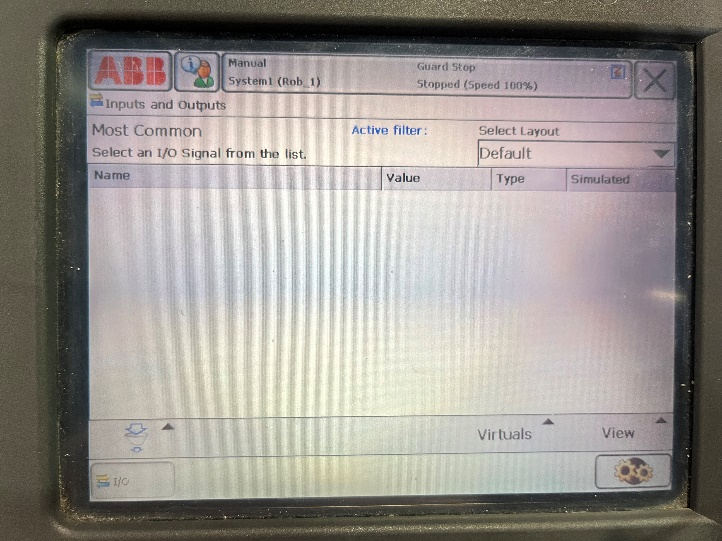 ABB
Manual
System1 (Rob_1)
Guard Stop
Stopped (Speed 100%)
Inputs and Outputs
Most Common
Active filter:
Select Layout
Select an I/O Signal from the list.
Default
Name Value Type Simulated
Virtuals View
I/O